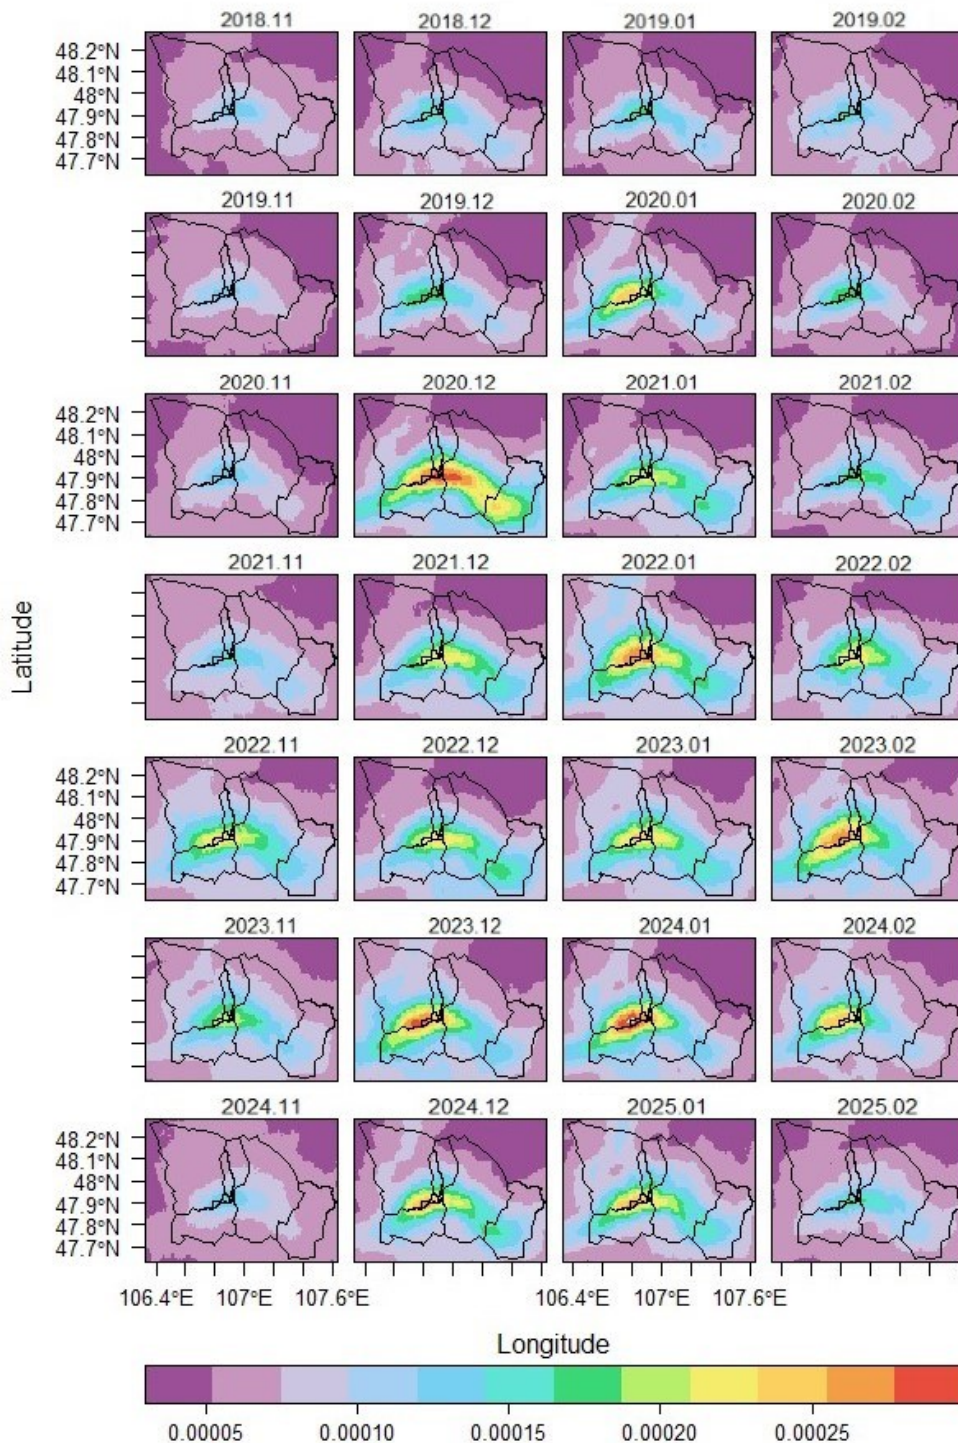 2018.11 2018.12 2019.01 2019.02
48.2°N
48.1°N
48°N
47.9°N
47.8°N
47.7°N
2019.11 2019.12 2020.01 2020.02
2020.11 2020.12 2021.01 2021.02
48.2°N
48.1°N
48°N
47.9°N
47.8°N
47.7°N
2021.11 2021.12 2022.01 2022.02
Latitude
2022.11 2022.12 2023.01 2023.02
48.2°N
48.1°N
48°N
47.9°N
47.8°N
47.7°N
2023.11 2023.12 2024.01 2024.02
2024.11 2024.12 2025.01 2025.02
48.2°N
48.1°N
48°N
47.9°N
47.8°N
47.7°N
106.4°E 107°E 107.6°E 106.4°E 107°E 107.6°E
Longitude
0.00005 0.00010 0.00015 0.00020 0.00025